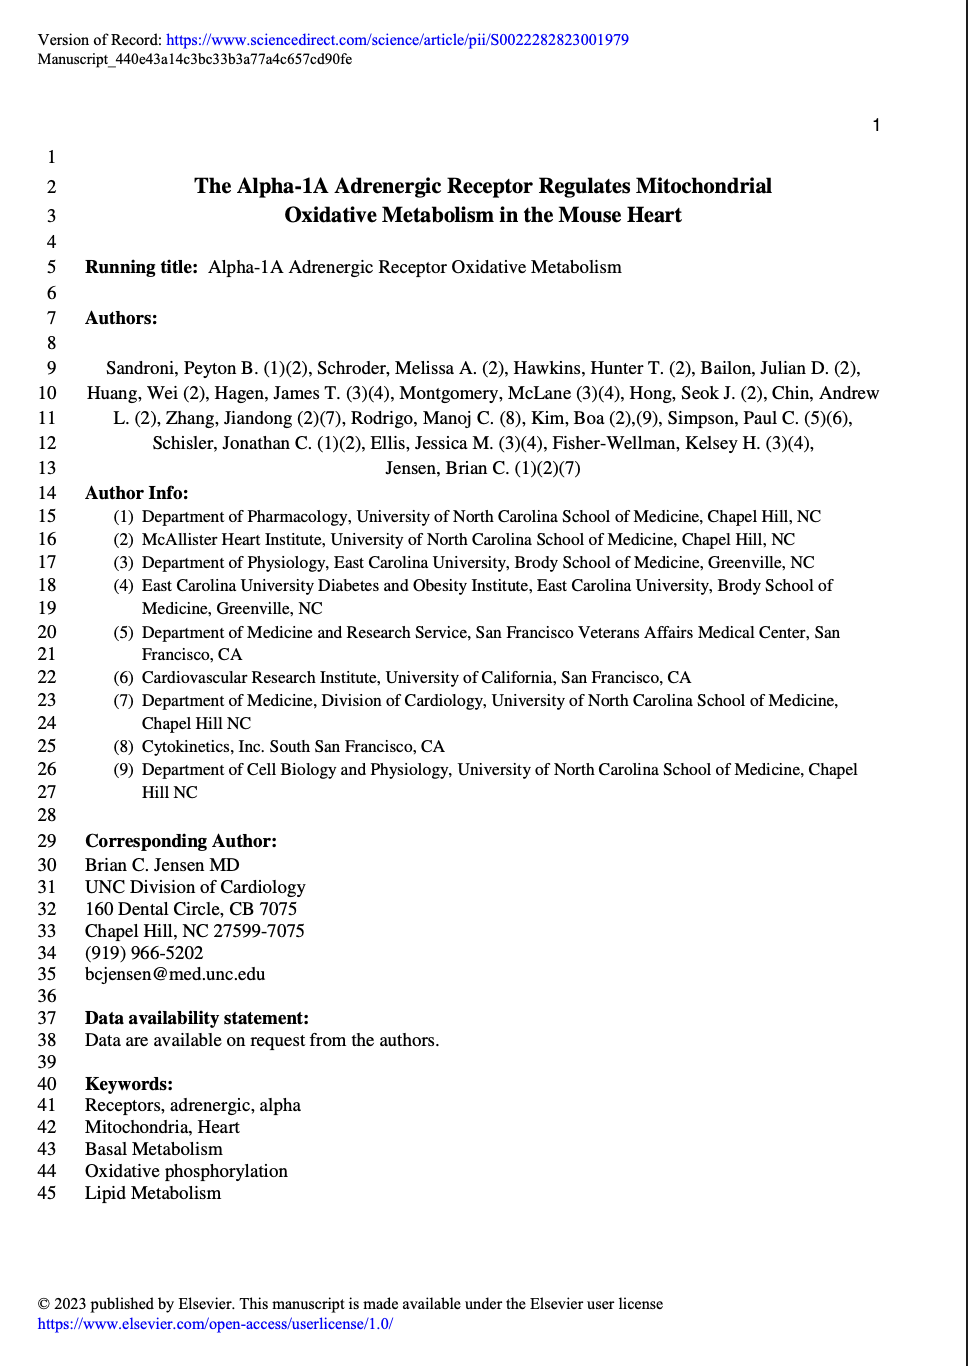 Version of Record: https://www.sciencedirect.com/science/article/pii/S0022282823001979
Manuscript_440e43a14c3bc33b3a77a4c657cd90fe
1
1
2 The Alpha-1A Adrenergic Receptor Regulates Mitochondrial
3 Oxidative Metabolism in the Mouse Heart
4
5 Running title: Alpha-1A Adrenergic Receptor Oxidative Metabolism
6
7 Authors:
8
9 Sandroni, Peyton B. (1)(2), Schroder, Melissa A. (2), Hawkins, Hunter T. (2), Bailon, Julian D. (2),
10 Huang, Wei (2), Hagen, James T. (3)(4), Montgomery, McLane (3)(4), Hong, Seok J. (2), Chin, Andrew
11 L. (2), Zhang, Jiandong (2)(7), Rodrigo, Manoj C. (8), Kim, Boa (2),(9), Simpson, Paul C. (5)(6),
12 Schisler, Jonathan C. (1)(2), Ellis, Jessica M. (3)(4), Fisher-Wellman, Kelsey H. (3)(4),
13 Jensen, Brian C. (1)(2)(7)
14 Author Info:
15 (1) Department of Pharmacology, University of North Carolina School of Medicine, Chapel Hill, NC
16 (2) McAllister Heart Institute, University of North Carolina School of Medicine, Chapel Hill, NC
17 (3) Department of Physiology, East Carolina University, Brody School of Medicine, Greenville, NC
18 (4) East Carolina University Diabetes and Obesity Institute, East Carolina University, Brody School of
19 Medicine, Greenville, NC
20 (5) Department of Medicine and Research Service, San Francisco Veterans Affairs Medical Center, San
21 Francisco, CA
22 (6) Cardiovascular Research Institute, University of California, San Francisco, CA
23 (7) Department of Medicine, Division of Cardiology, University of North Carolina School of Medicine,
24 Chapel Hill NC
25 (8) Cytokinetics, Inc. South San Francisco, CA
26 (9) Department of Cell Biology and Physiology, University of North Carolina School of Medicine, Chapel
27 Hill NC
28
29 Corresponding Author:
30 Brian C. Jensen MD
31 UNC Division of Cardiology
32 160 Dental Circle, CB 7075
33 Chapel Hill, NC 27599-7075
34 (919) 966-5202
35 bcjensen@med.unc.edu
36
37 Data availability statement:
38 Data are available on request from the authors.
39
40 Keywords:
41 Receptors, adrenergic, alpha
42 Mitochondria, Heart
43 Basal Metabolism
44 Oxidative phosphorylation
45 Lipid Metabolism
© 2023 published by Elsevier. This manuscript is made available under the Elsevier user license
https://www.elsevier.com/open-access/userlicense/1.0/